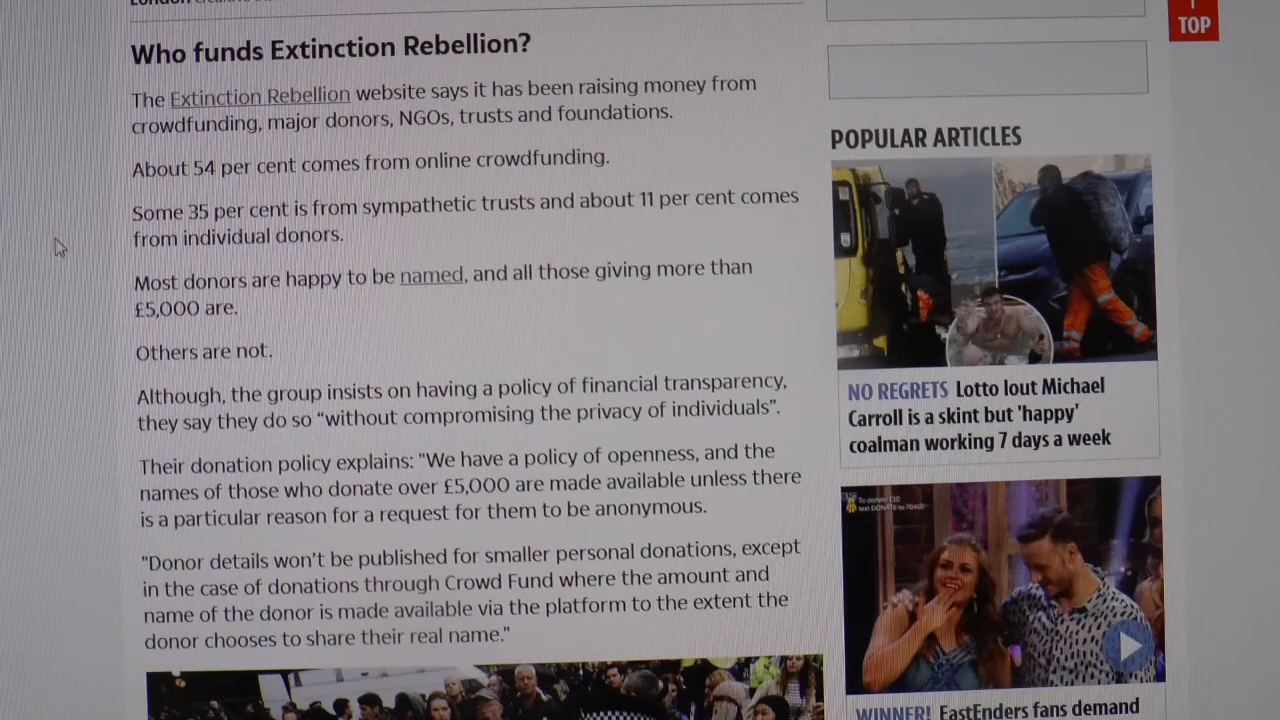 London
TOP
Who funds Extinction Rebellion?
The Extinction Rebellion website says it has been raising money from
crowdfunding, major donors, NGOs, trusts and foundations.
About 54 per cent comes from online crowdfunding.
Some 35 per cent is from sympathetic trusts and about 11 per cent comes
from individual donors.
Most donors are happy to be named, and all those giving more than
£5,000 are.
Others are not.
Although, the group insists on having a policy of financial transparency,
they say they do so “without compromising the privacy of individuals”.
Their donation policy explains: "We have a policy of openness, and the
names of those who donate over £5,000 are made available unless there
is a particular reason for a request for them to be anonymous.
"Donor details won’t be published for smaller personal donations, except
in the case of donations through Crowd Fund where the amount and
name of the donor is made available via the platform to the extent the
donor chooses to share their real name."
POPULAR ARTICLES
NO REGRETS Lotto lout Michael
Carroll is a skint but 'happy'
coalman working 7 days a week
To donate £10
text DONATE to 70410
WINNER! EastEnders fans demand